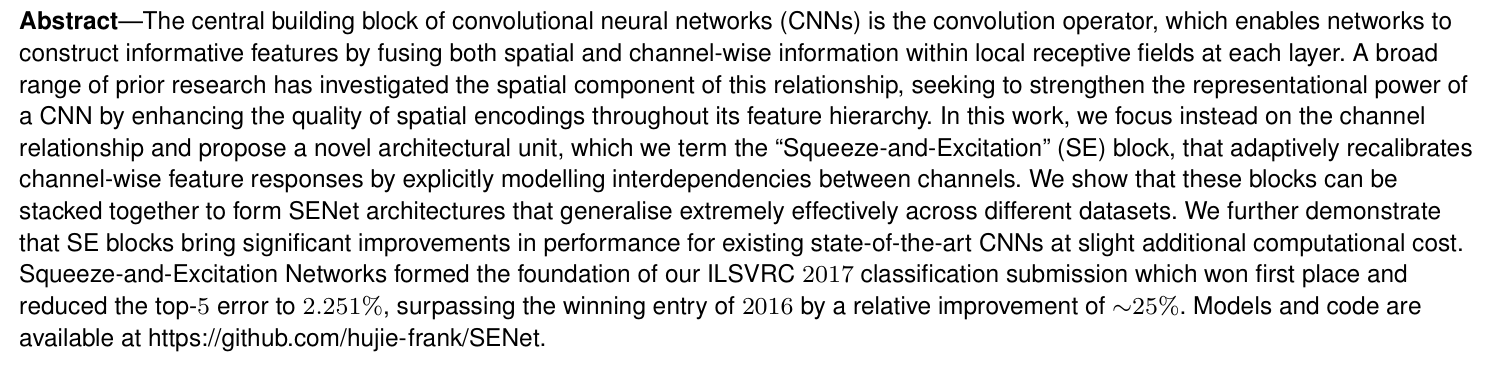 Abstract—The central building block of convolutional neural networks (CNNs) is the convolution operator, which enables networks to
construct informative features by fusing both spatial and channel-wise information within local receptive fields at each layer. A broad
range of prior research has investigated the spatial component of this relationship, seeking to strengthen the representational power of
a CNN by enhancing the quality of spatial encodings throughout its feature hierarchy. In this work, we focus instead on the channel
relationship and propose a novel architectural unit, which we term the “Squeeze-and-Excitation” (SE) block, that adaptively recalibrates
channel-wise feature responses by explicitly modelling interdependencies between channels. We show that these blocks can be
stacked together to form SENet architectures that generalise extremely effectively across different datasets. We further demonstrate
that SE blocks bring significant improvements in performance for existing state-of-the-art CNNs at slight additional computational cost.
Squeeze-and-Excitation Networks formed the foundation of our ILSVRC 2017 classification submission which won first place and
reduced the top-5 error to 2.251%, surpassing the winning entry of 2016 by a relative improvement of ∼25%. Models and code are
available at https://github.com/hujie-frank/SENet.